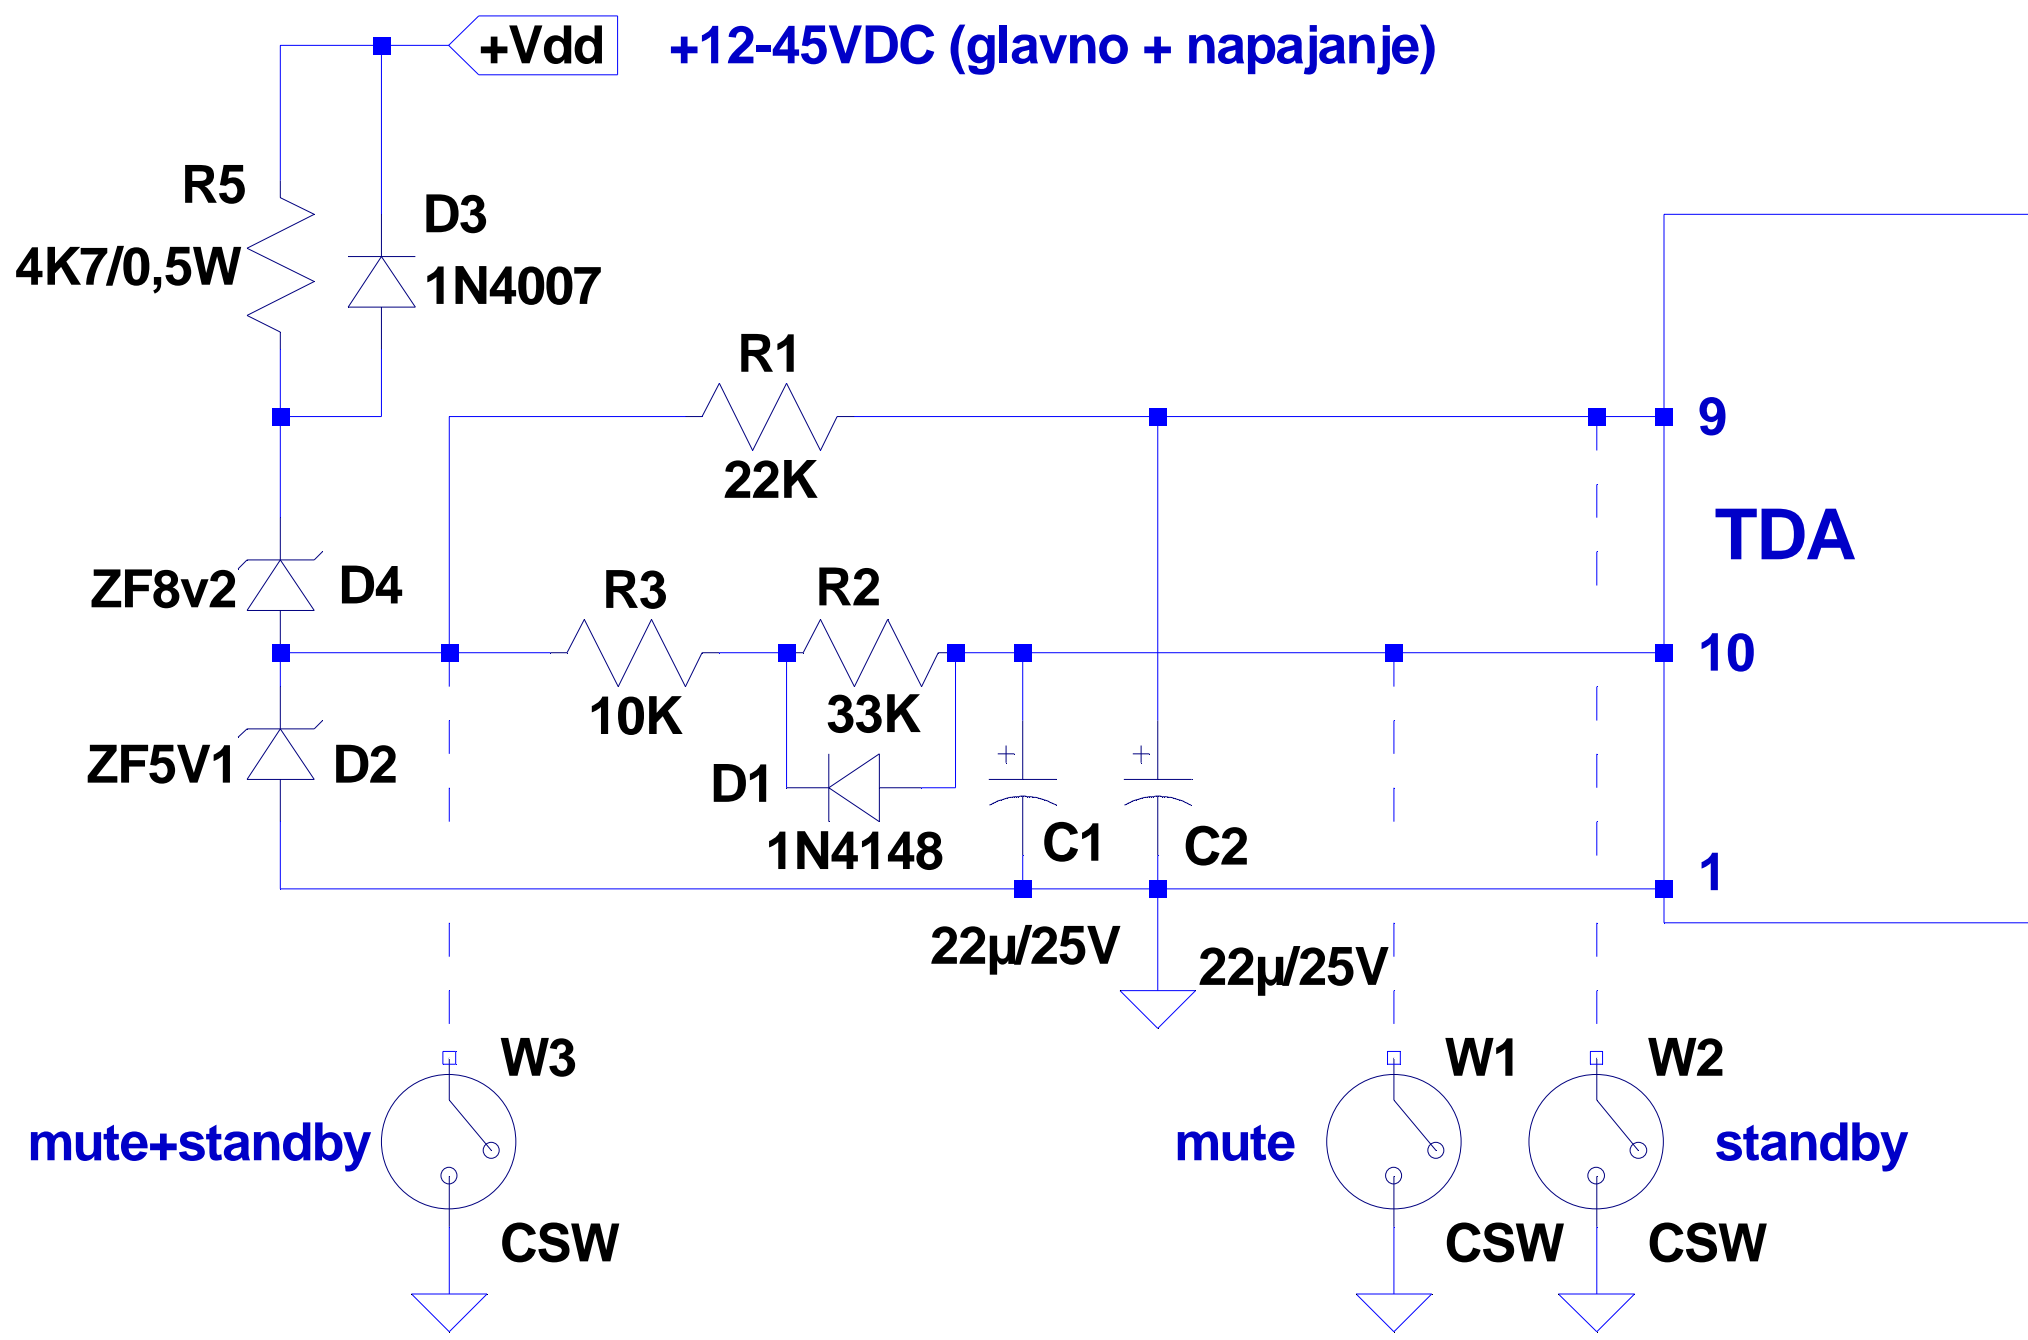 +Vdd +12-45VDC (glavno + napajanje)
R5
4K7/0,5W
D3
1N4007
R1
22K
9
TDA
ZF8v2
D4
R3
10K
R2
33K
10
ZF5V1
D2
D1
1N4148
+
C1
+
C2
1
22µ/25V
22µ/25V
W3
mute+standby
CSW
W1
mute
CSW
W2
standby
CSW